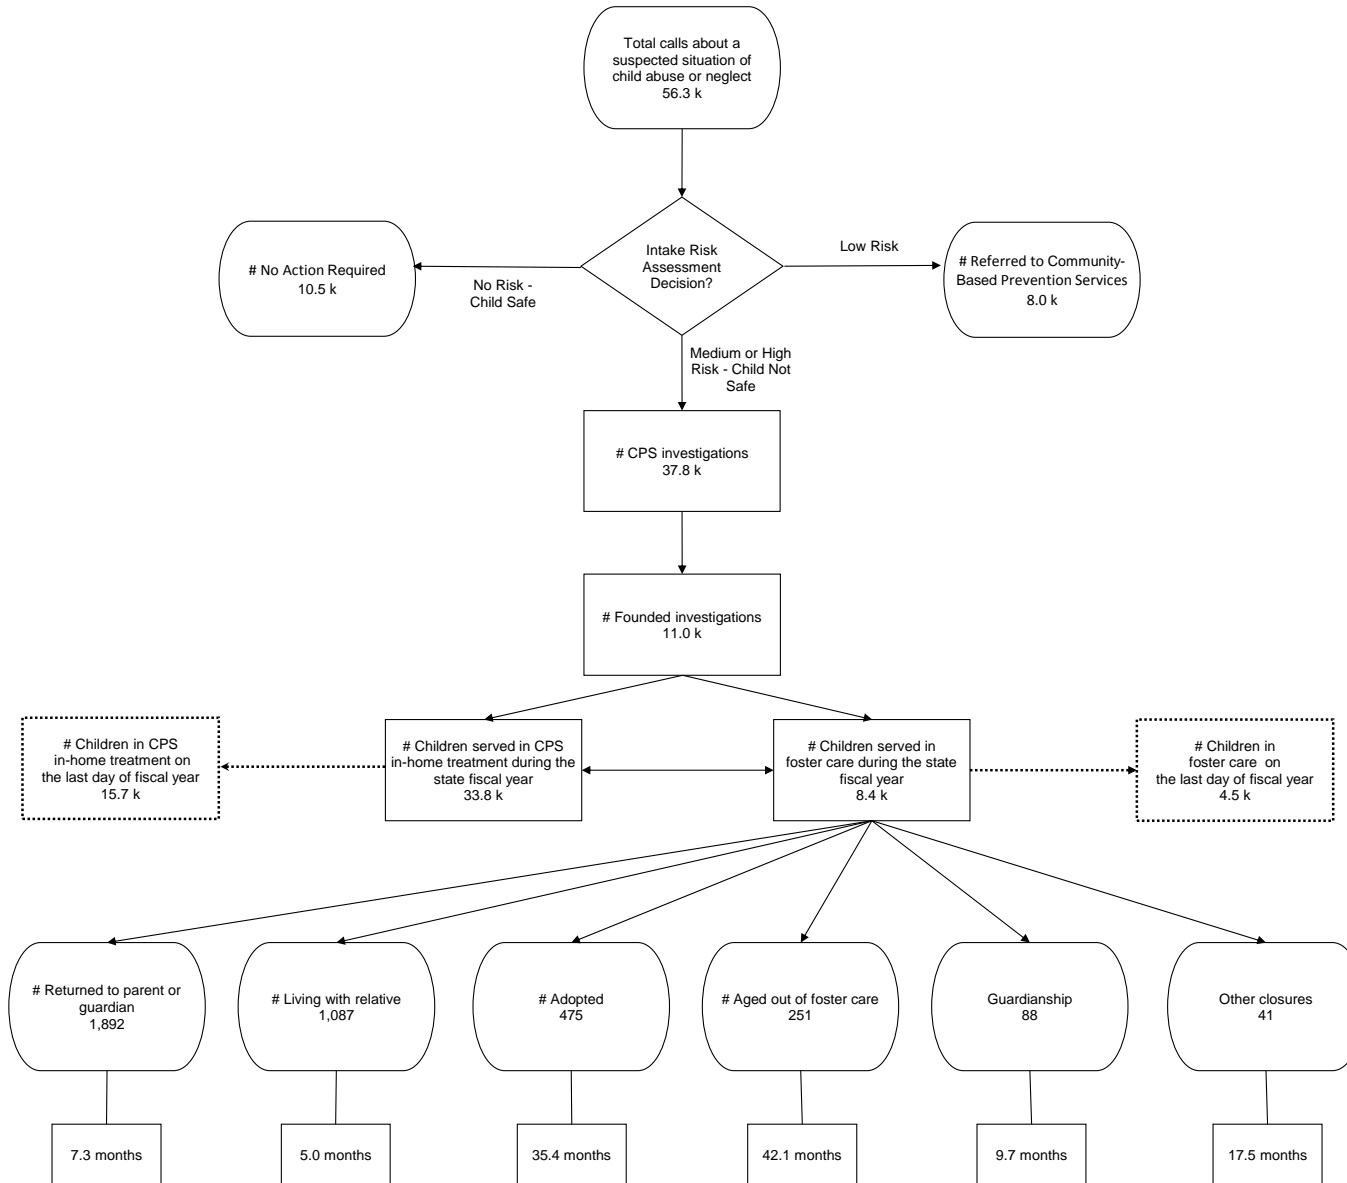 Total calls about a
suspected situation of
child abuse or neglect
56.3 k
Intake Risk
Assessment
Decision?
Low Risk
No Risk -
Child Safe
# No Action Required
10.5 k
# Referred to Community-
Based Prevention Services
8.0 k
Medium or High
Risk - Child Not
Safe
# CPS investigations
37.8 k
# Founded investigations
11.0 k
# Children in CPS
in-home treatment on
the last day of fiscal year
15.7 k
# Children served in CPS
in-home treatment during the
state fiscal year
33.8 k
# Children served in
foster care during the state
fiscal year
8.4 k
# Children in
foster care on
the last day of fiscal year
4.5 k
# Returned to parent or
guardian
1,892
# Living with relative
1,087
# Adopted
475
# Aged out of foster care
251
Guardianship
88
Other closures
41
7.3 months
5.0 months
35.4 months
42.1 months
9.7 months
17.5 months